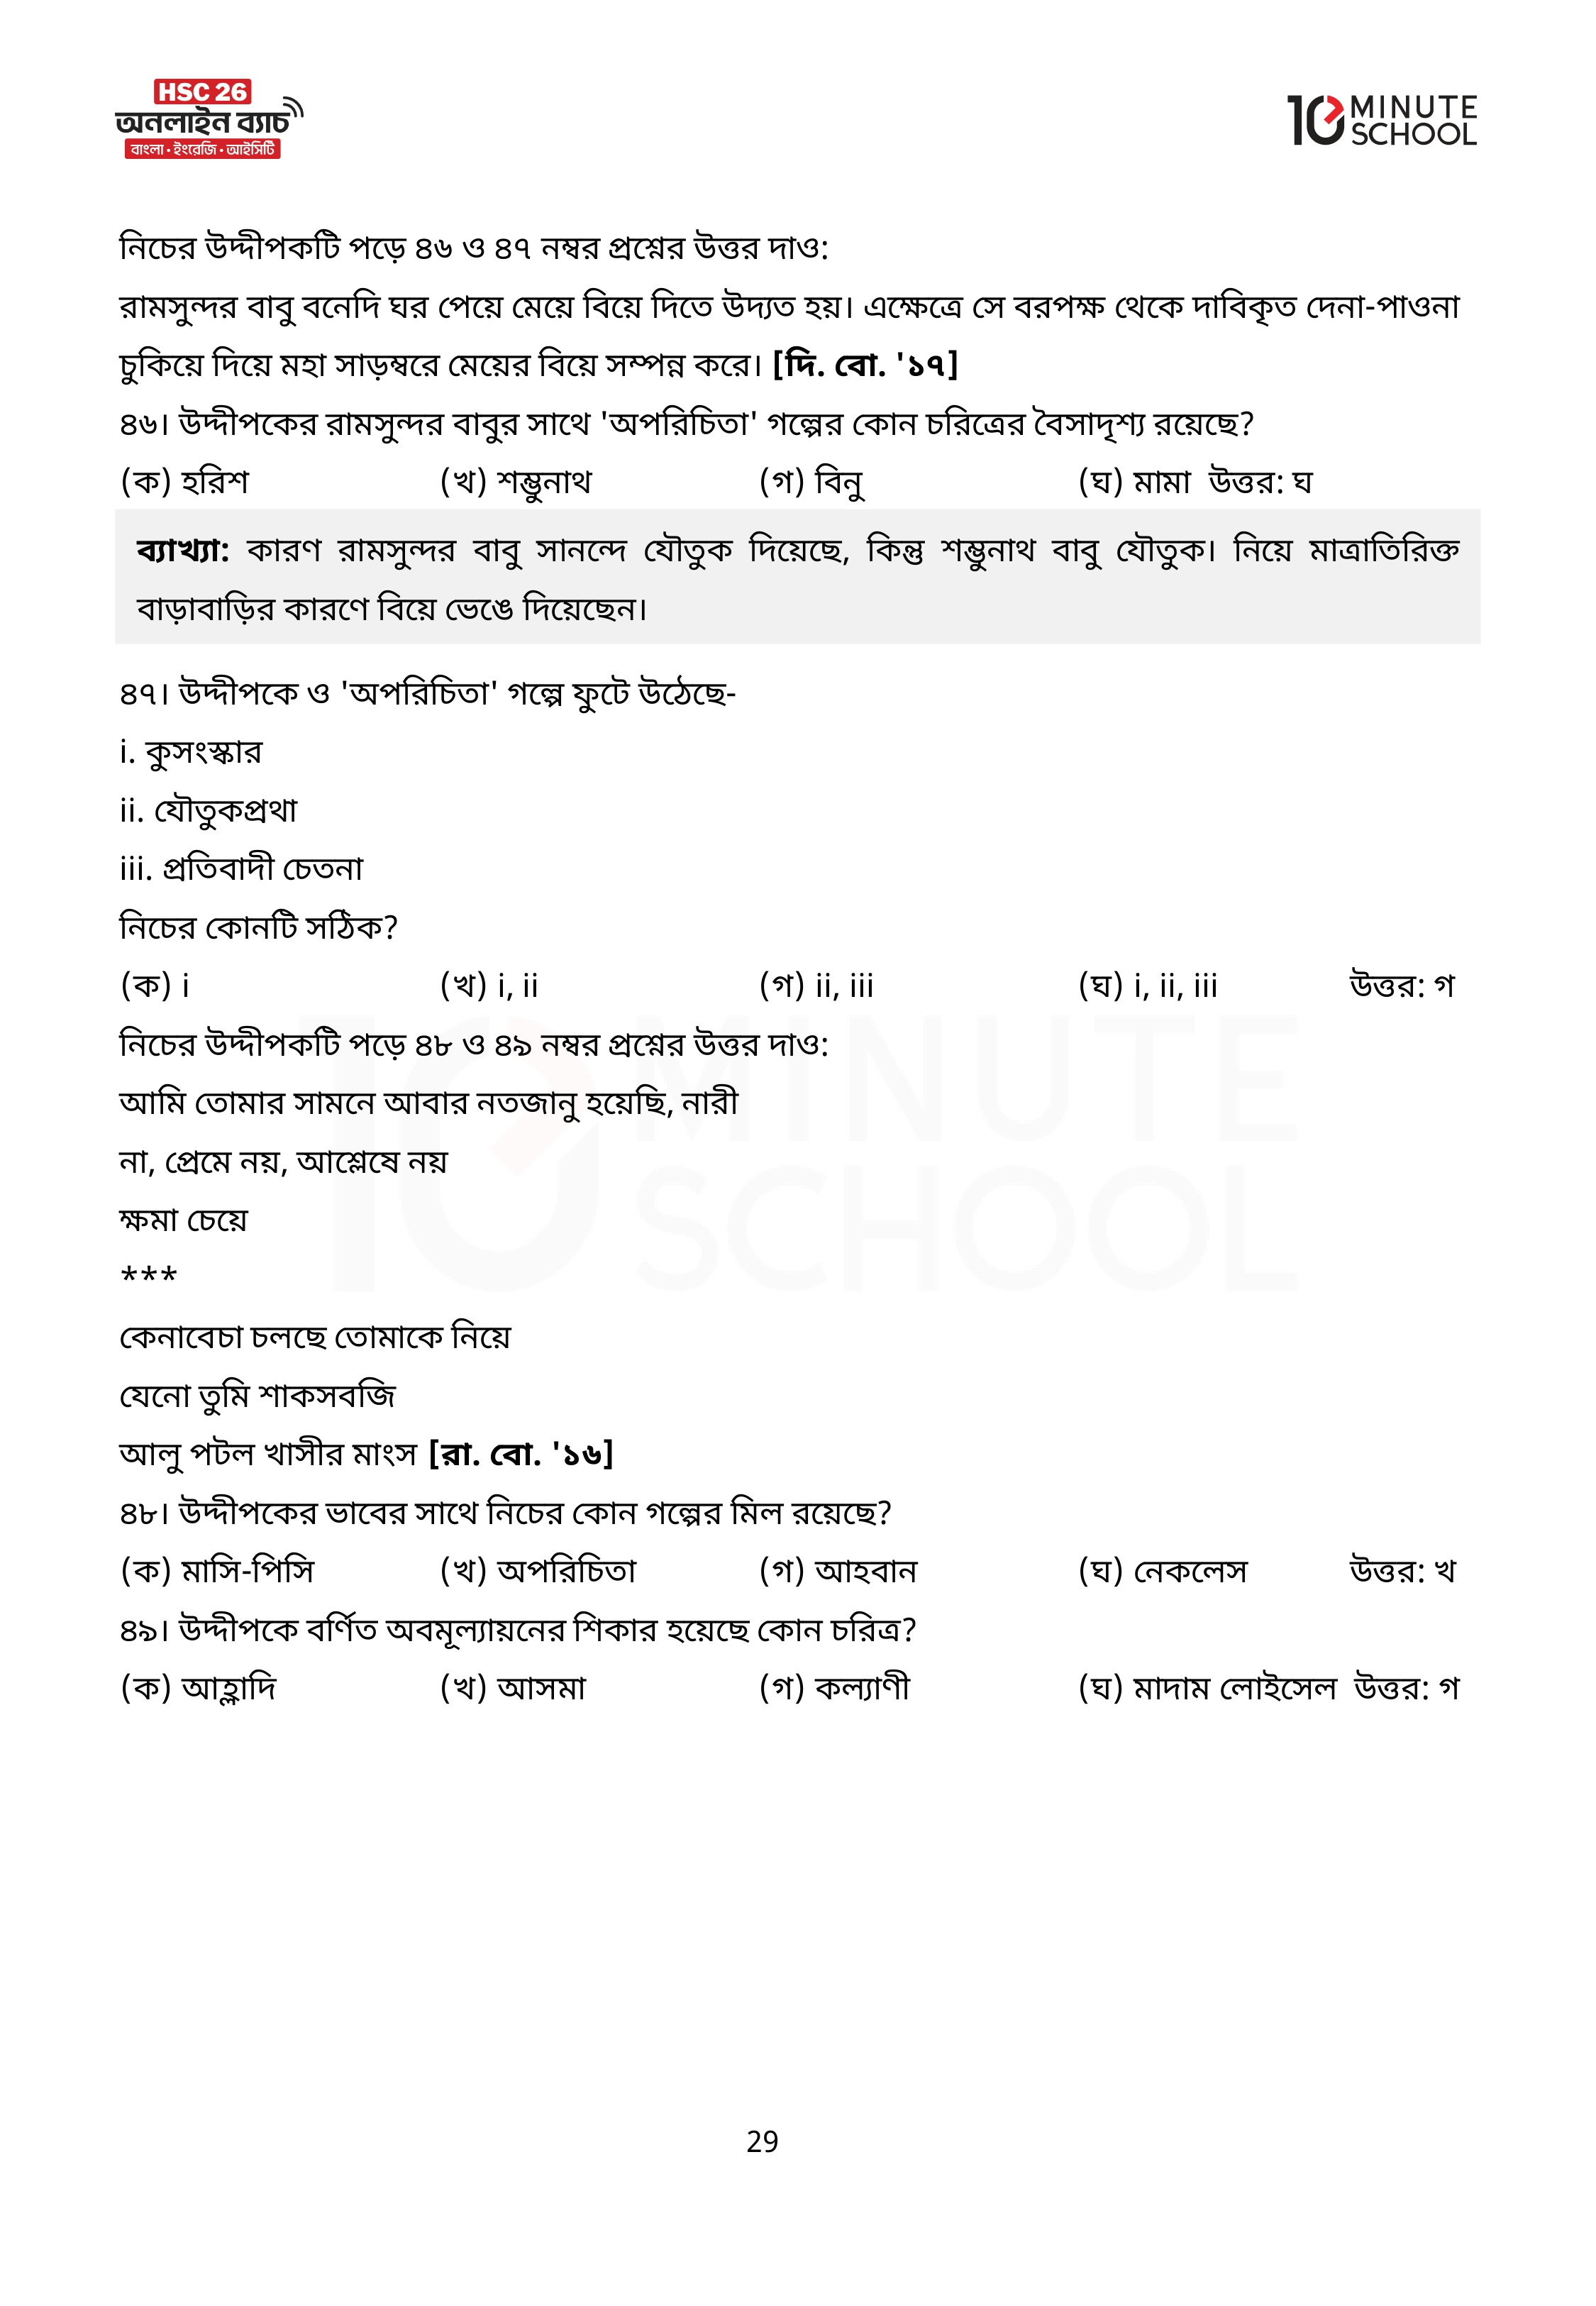 HSC 26
অনলাইন ব্যাচ
বাংলা • ইংরেজি • আইসিটি
10 MINUTE
SCHOOL
নিচের উদ্দীপকটি পড়ে ৪৬ ও ৪৭ নম্বর প্রশ্নের উত্তর দাও:
রামসুন্দর বাবু বনেদি ঘর পেয়ে মেয়ে বিয়ে দিতে উদ্যত হয়। এক্ষেত্রে সে বরপক্ষ থেকে দাবিকৃত দেনা-পাওনা
চুকিয়ে দিয়ে মহা সাড়ম্বরে মেয়ের বিয়ে সম্পন্ন করে। [দি. বো. '১৭]
৪৬। উদ্দীপকের রামসুন্দর বাবুর সাথে 'অপরিচিতা' গল্পের কোন চরিত্রের বৈসাদৃশ্য রয়েছে?
(ক) হরিশ (খ) শম্ভুনাথ (গ) বিনু (ঘ) মামা উত্তর: ঘ
ব্যাখ্যা: কারণ রামসুন্দর বাবু সানন্দে যৌতুক দিয়েছে, কিন্তু শম্ভুনাথ বাবু যৌতুক। নিয়ে মাত্রাতিরিক্ত
বাড়াবাড়ির কারণে বিয়ে ভেঙে দিয়েছেন।
৪৭। উদ্দীপকে ও 'অপরিচিতা' গল্পে ফুটে উঠেছে-
i. কুসংস্কার
ii. যৌতুকপ্রথা
iii. প্রতিবাদী চেতনা
নিচের কোনটি সঠিক?
(ক) i (খ) i, ii (গ) ii, iii (ঘ) i, ii, iii উত্তর: গ
নিচের উদ্দীপকটি পড়ে ৪৮ ও ৪৯ নম্বর প্রশ্নের উত্তর দাও:
আমি তোমার সামনে আবার নতজানু হয়েছি, নারী
না, প্রেমে নয়, আশ্লেষে নয়
ক্ষমা চেয়ে
***
কেনাবেচা চলছে তোমাকে নিয়ে
যেনো তুমি শাকসবজি
আলু পটল খাসীর মাংস [রা. বো. '১৬]
৪৮। উদ্দীপকের ভাবের সাথে নিচের কোন গল্পের মিল রয়েছে?
(ক) মাসি-পিসি (খ) অপরিচিতা (গ) আহবান (ঘ) নেকলেস উত্তর: খ
৪৯। উদ্দীপকে বর্ণিত অবমূল্যায়নের শিকার হয়েছে কোন চরিত্র?
(ক) আহ্লাদি (খ) আসমা (গ) কল্যাণী (ঘ) মাদাম লোইসেল উত্তর: গ
29